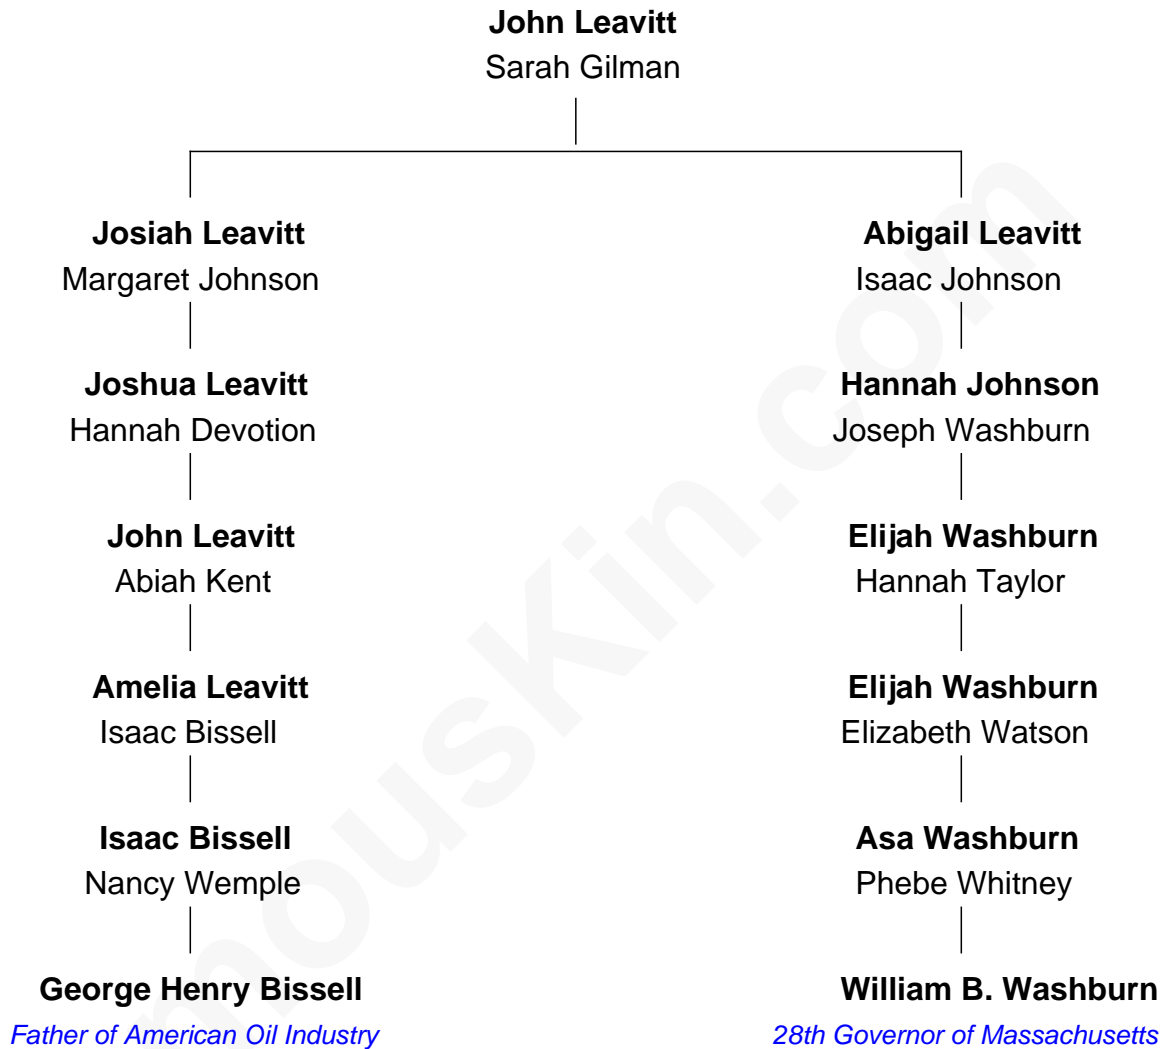 John Leavitt
Sarah Gilman
Josiah Leavitt
Margaret Johnson
Abigail Leavitt
Isaac Johnson
Joshua Leavitt
Hannah Devotion
Hannah Johnson
Joseph Washburn
John Leavitt
Abiah Kent
Elijah Washburn
Hannah Taylor
Amelia Leavitt
Isaac Bissell
Elijah Washburn
Elizabeth Watson
Isaac Bissell
Nancy Wemple
Asa Washburn
Phebe Whitney
George Henry Bissell
Father of American Oil Industry
William B. Washburn
28th Governor of Massachusetts
mousKin.com